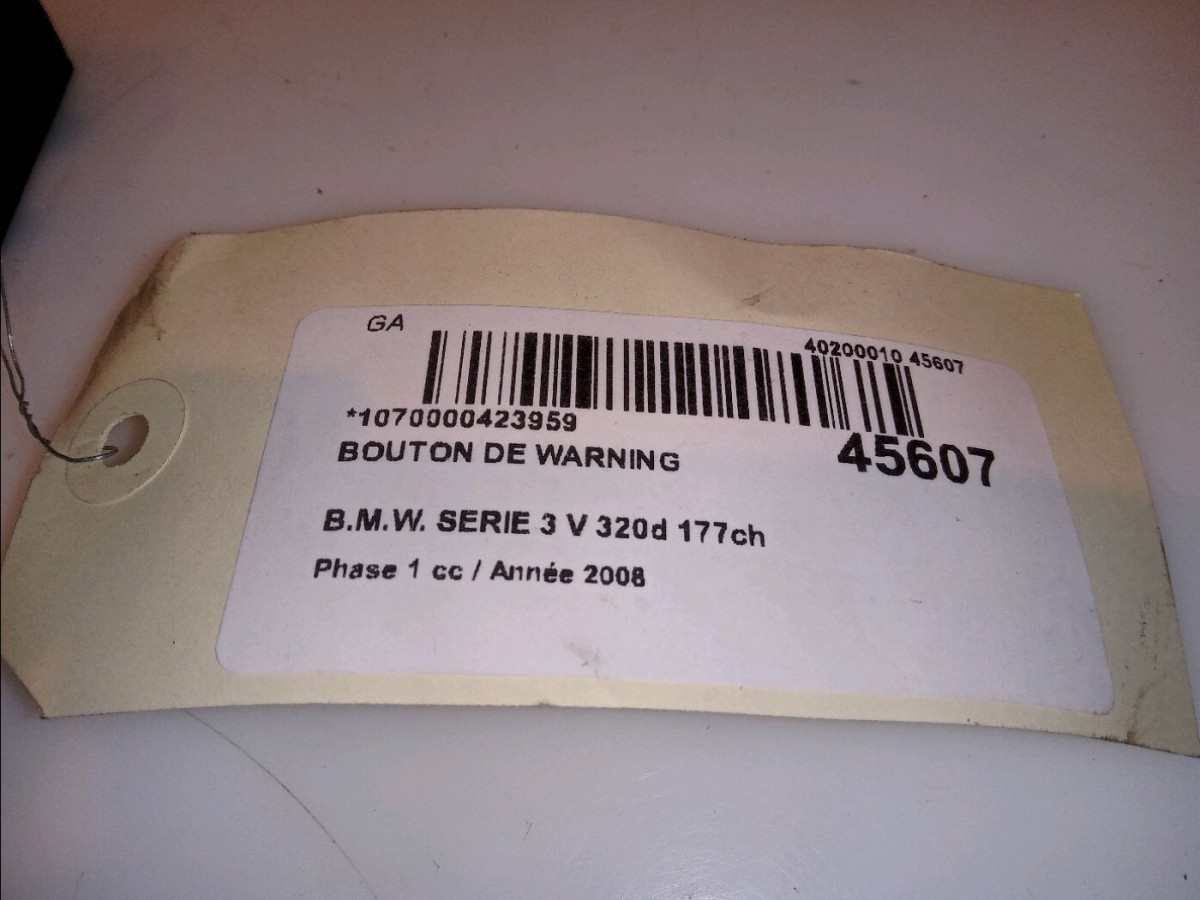 GA
40200010 45607
*1070000423959
BOUTON DE WARNING
45607
B.M.W. SERIE 3 V 320d 177ch
Phase 1 cc / Année 2008